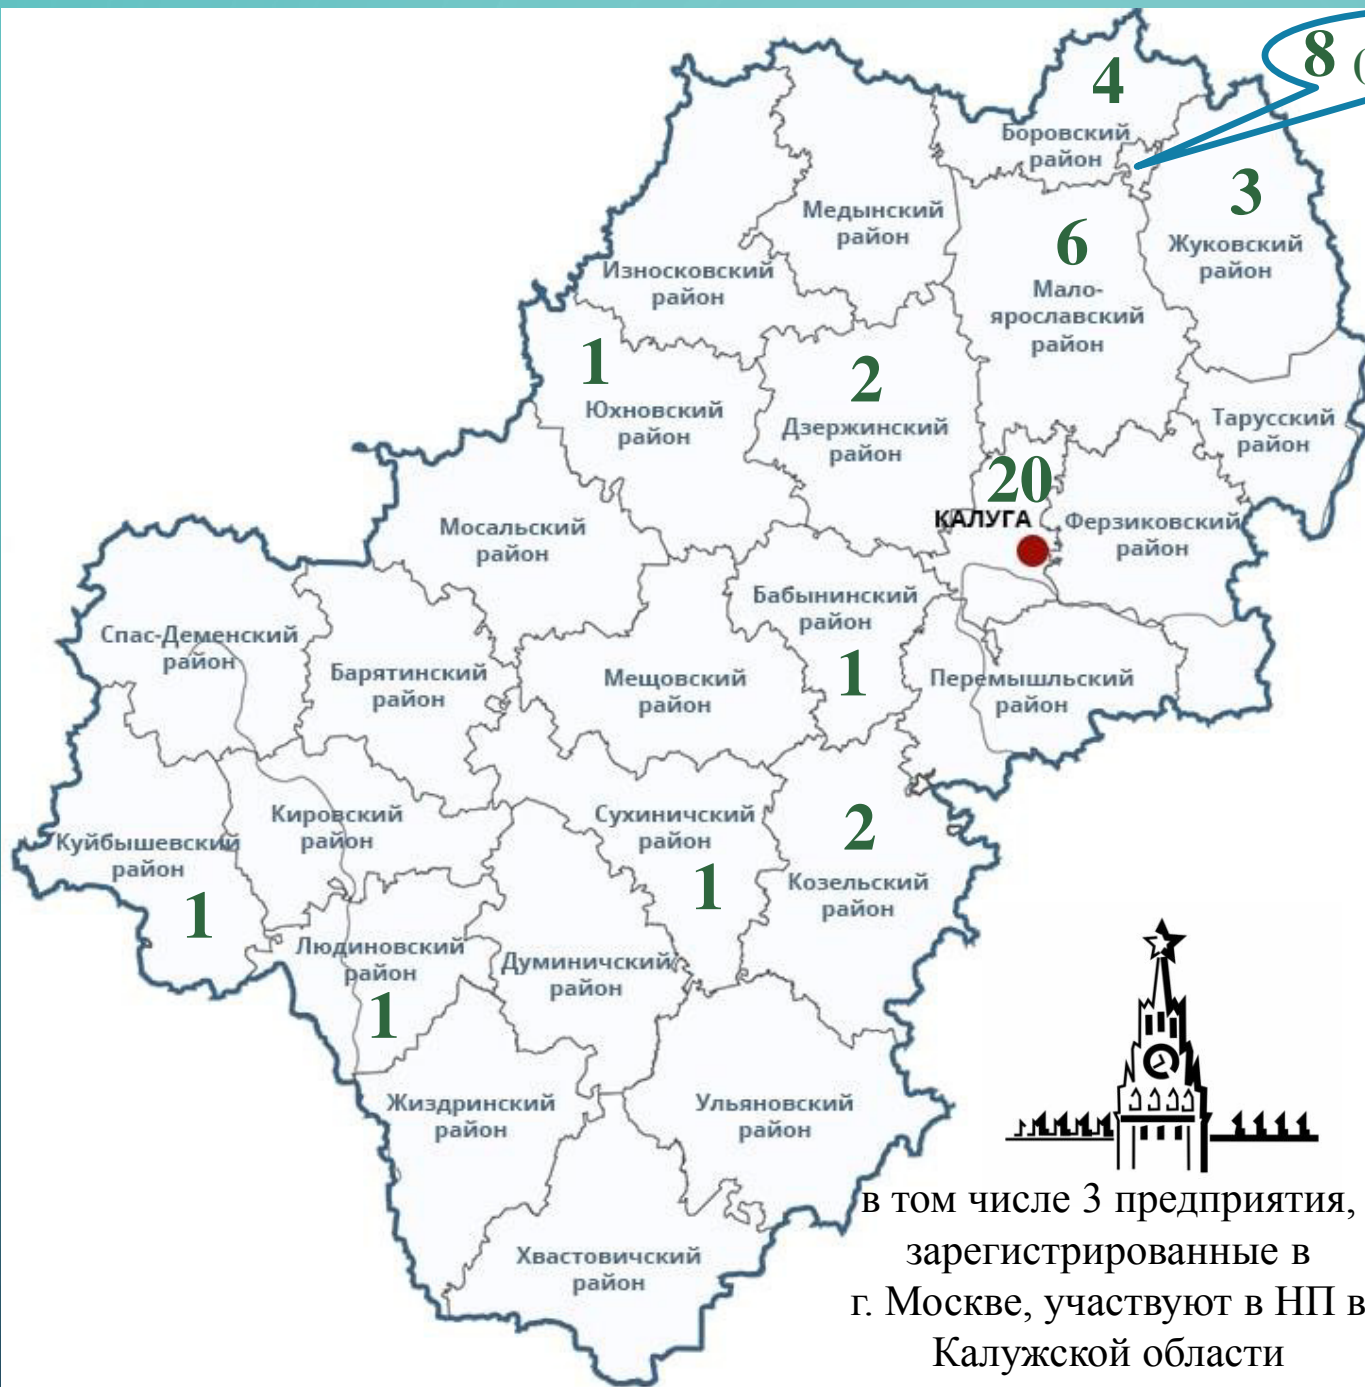 8 (
4
Боровский
район
3
Жуковский
район
Медынский
район
6
Мало-
ярославский
район
Износковский
район
1
Юхновский
район
2
Дзержинский
район
Тарусский
район
20
КАЛУГА
Ферзиковский
район
Мосальский
район
Бабынинский
район
1
Спас-Деменский
район
Барятинский
район
Мещовский
район
Перемышльский
район
Кировский
район
Сухиничский
район
1
2
Козельский
район
Куйбышевский
район
1
Людиновский
район
1
Думиничский
район
Жиздринский
район
Ульяновский
район
Хвастовичский
район
в том числе 3 предприятия,
зарегистрированные в
г. Москве, участвуют в НП в
Калужской области